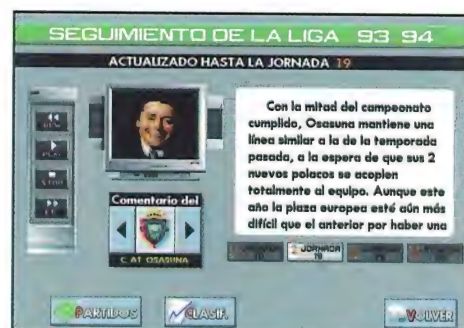 SEGUIMIENTO DE LA LIGA 93 94
ACTUALIZADO HASTA LA JORNADA 19
Con la mitad del campeonato
cumplido, Osasuna mantiene una
línea similar a la de la temporada
pasada, a la espera de que sus 2
nuevos polacos se acoplen
totalmente al equipo. Aunque este
año la plaza europea esté aún más
difícil que el anterior por haber una
PLAY
STOP
Comentario del
C. AT. OSASUNA
JORNADA
19
PARTIDOS
CLASIF.
VOLVER